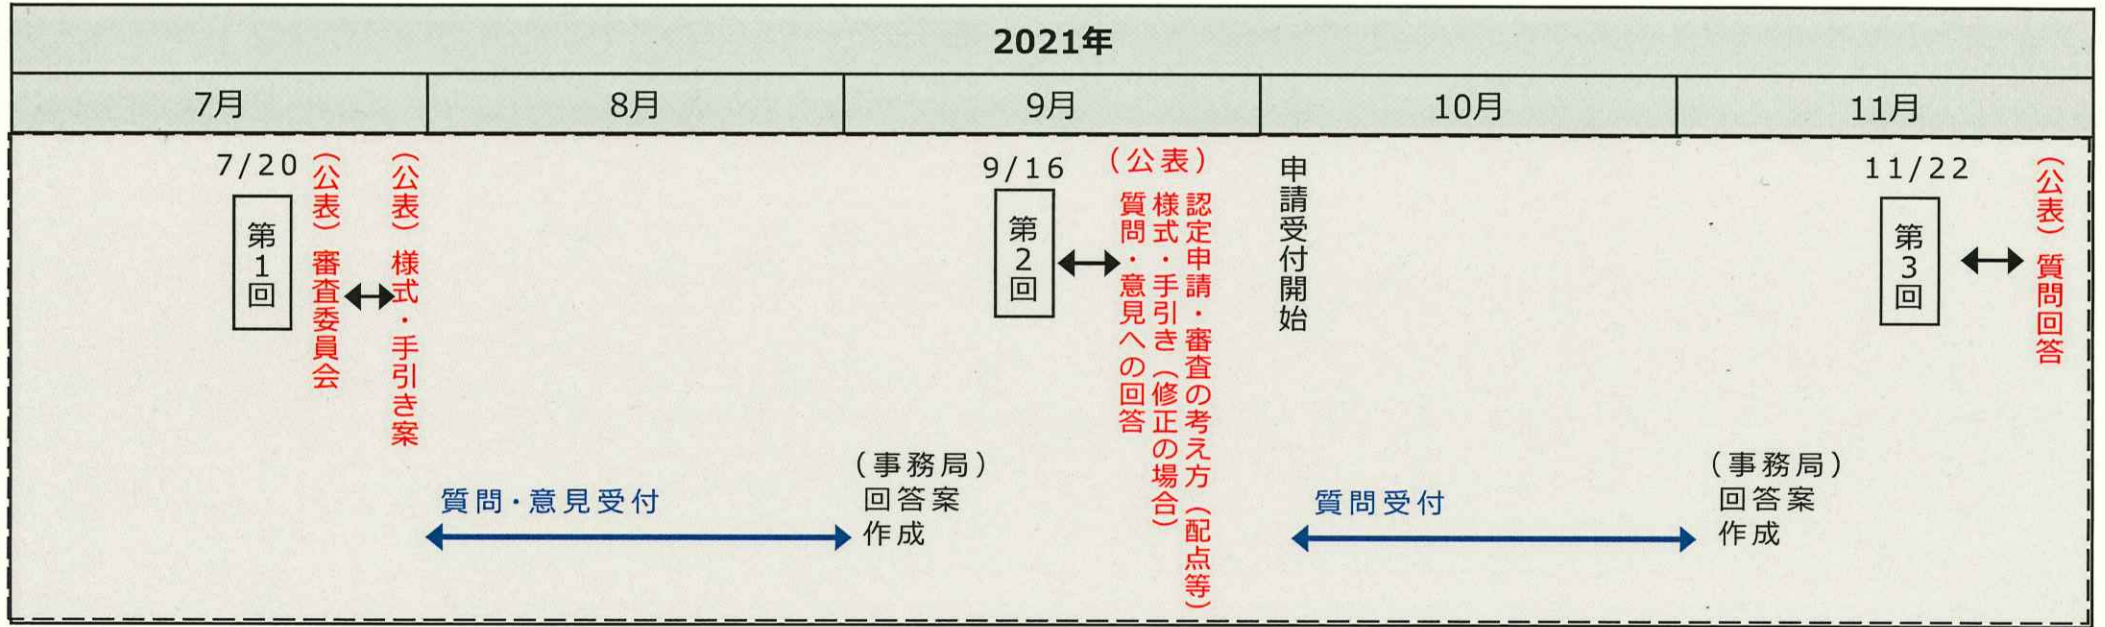 2021年
7月
8月
9月
10月
11月
7/20
第1回
（公表）審査委員会
（公表）様式・手引き案
質問・意見受付
（事務局）
回答案
作成
9/16
第2回
（公表）
認定申請・審査の考え方（配点等）
様式・手引き（修正の場合）
質問・意見への回答
申請受付開始
質問受付
（事務局）
回答案
作成
11/22
第3回
（公表）質問回答